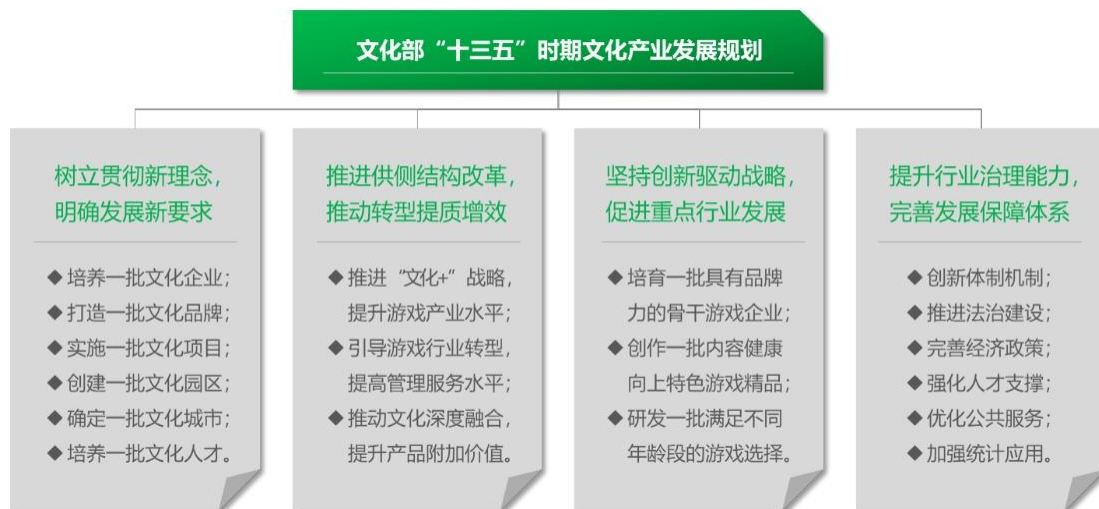 文化部“十三五”时期文化产业发展规划
树立贯彻新理念，
明确发展新要求
◆培养一批文化企业；
◆打造一批文化品牌；
◆实施一批文化项目；
◆创建一批文化园区；
◆确定一批文化城市；
◆培养一批文化人才。
推进供侧结构改革，
推动转型提质增效
◆推进“文化+”战略，
提升游戏产业水平；
◆引导游戏行业转型，
提高管理服务水平；
◆推动文化深度融合，
提升产品附加价值。
坚持创新驱动战略，
促进重点行业发展
◆培育一批具有品牌
力的骨干游戏企业；
◆创作一批内容健康
向上特色游戏精品；
◆研发一批满足不同
年龄段的游戏选择。
提升行业治理能力，
完善发展保障体系
◆创新体制机制；
◆推进法治建设；
◆完善经济政策；
◆强化人才支撑；
◆优化公共服务；
◆加强统计应用。